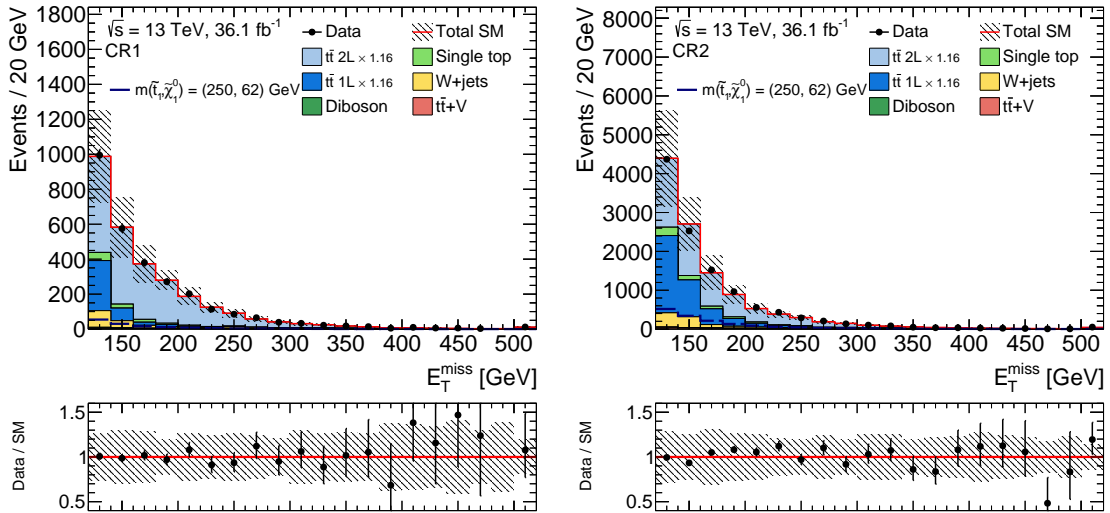 √s = 13 TeV, 36.1 fb⁻¹
CR1
Data
Total SM
tt̄ 2L × 1.16
Single top
tt̄ 1L × 1.16
W+jets
m(t̃₁,χ̃₁⁰) = (250, 62) GeV
Diboson
tt̄+V
Events / 20 GeV
1800
1600
1400
1200
1000
800
600
400
200
0
150 200 250 300 350 400 450 500
E_T^miss [GeV]
Data / SM
1.5
1
0.5
√s = 13 TeV, 36.1 fb⁻¹
CR2
Data
Total SM
tt̄ 2L × 1.16
Single top
tt̄ 1L × 1.16
W+jets
m(t̃₁,χ̃₁⁰) = (250, 62) GeV
Diboson
tt̄+V
Events / 20 GeV
8000
7000
6000
5000
4000
3000
2000
1000
0
150 200 250 300 350 400 450 500
E_T^miss [GeV]
Data / SM
1.5
1
0.5